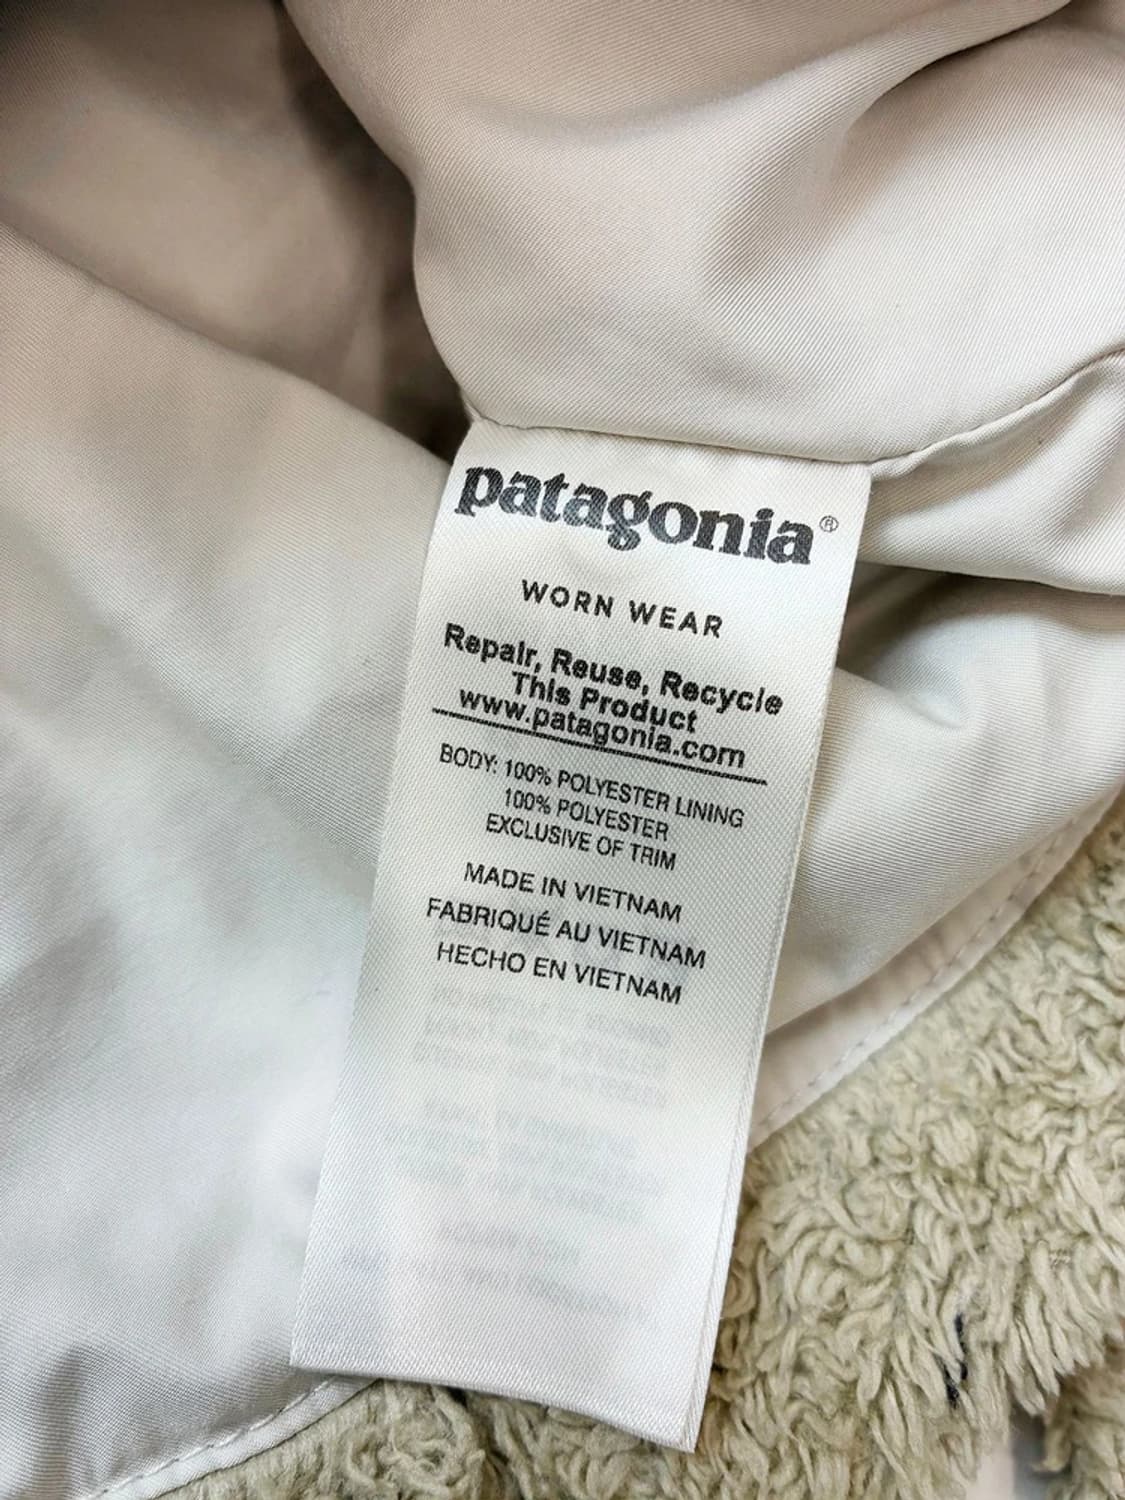 patagonia®
WORN WEAR
Repair, Reuse, Recycle
This Product
www.patagonia.com
BODY: 100% POLYESTER LINING
100% POLYESTER
EXCLUSIVE OF TRIM
MADE IN VIETNAM
FABRIQUÉ AU VIETNAM
HECHO EN VIETNAM